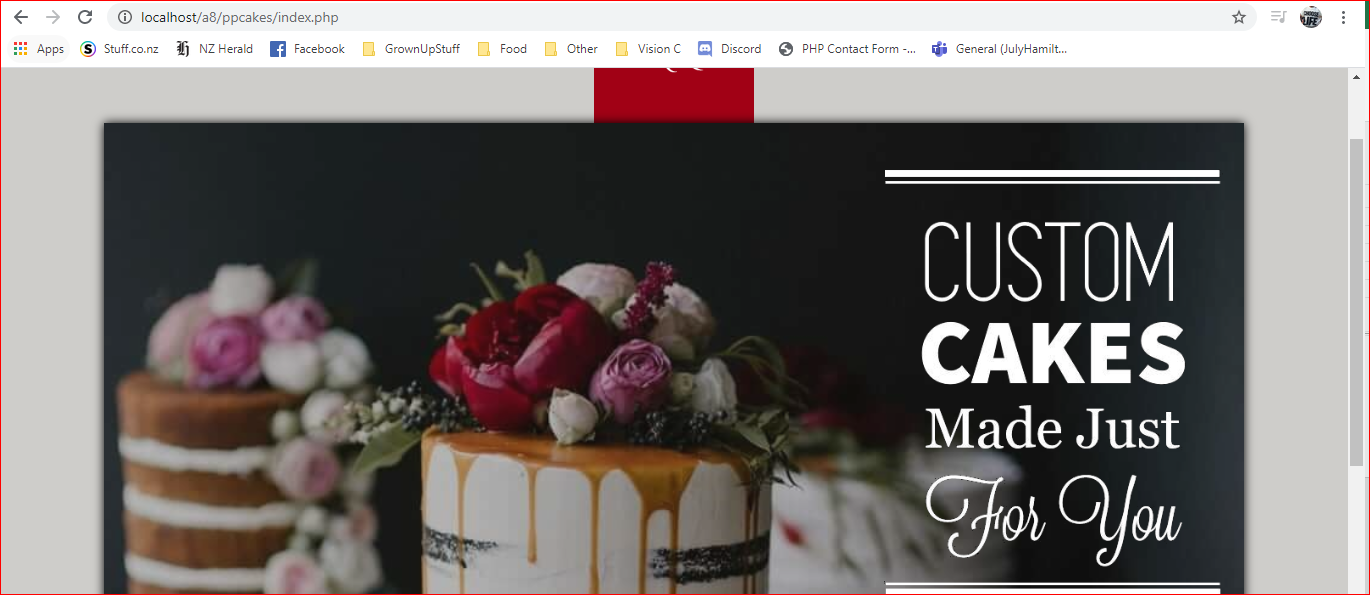 localhost/a8/ppcakes/index.php
Apps Stuff.co.nz NZ Herald Facebook GrownUpStuff Food Other Vision C Discord PHP Contact Form -... General (JulyHamilt...
CUSTOM
CAKES
Made Just
For You